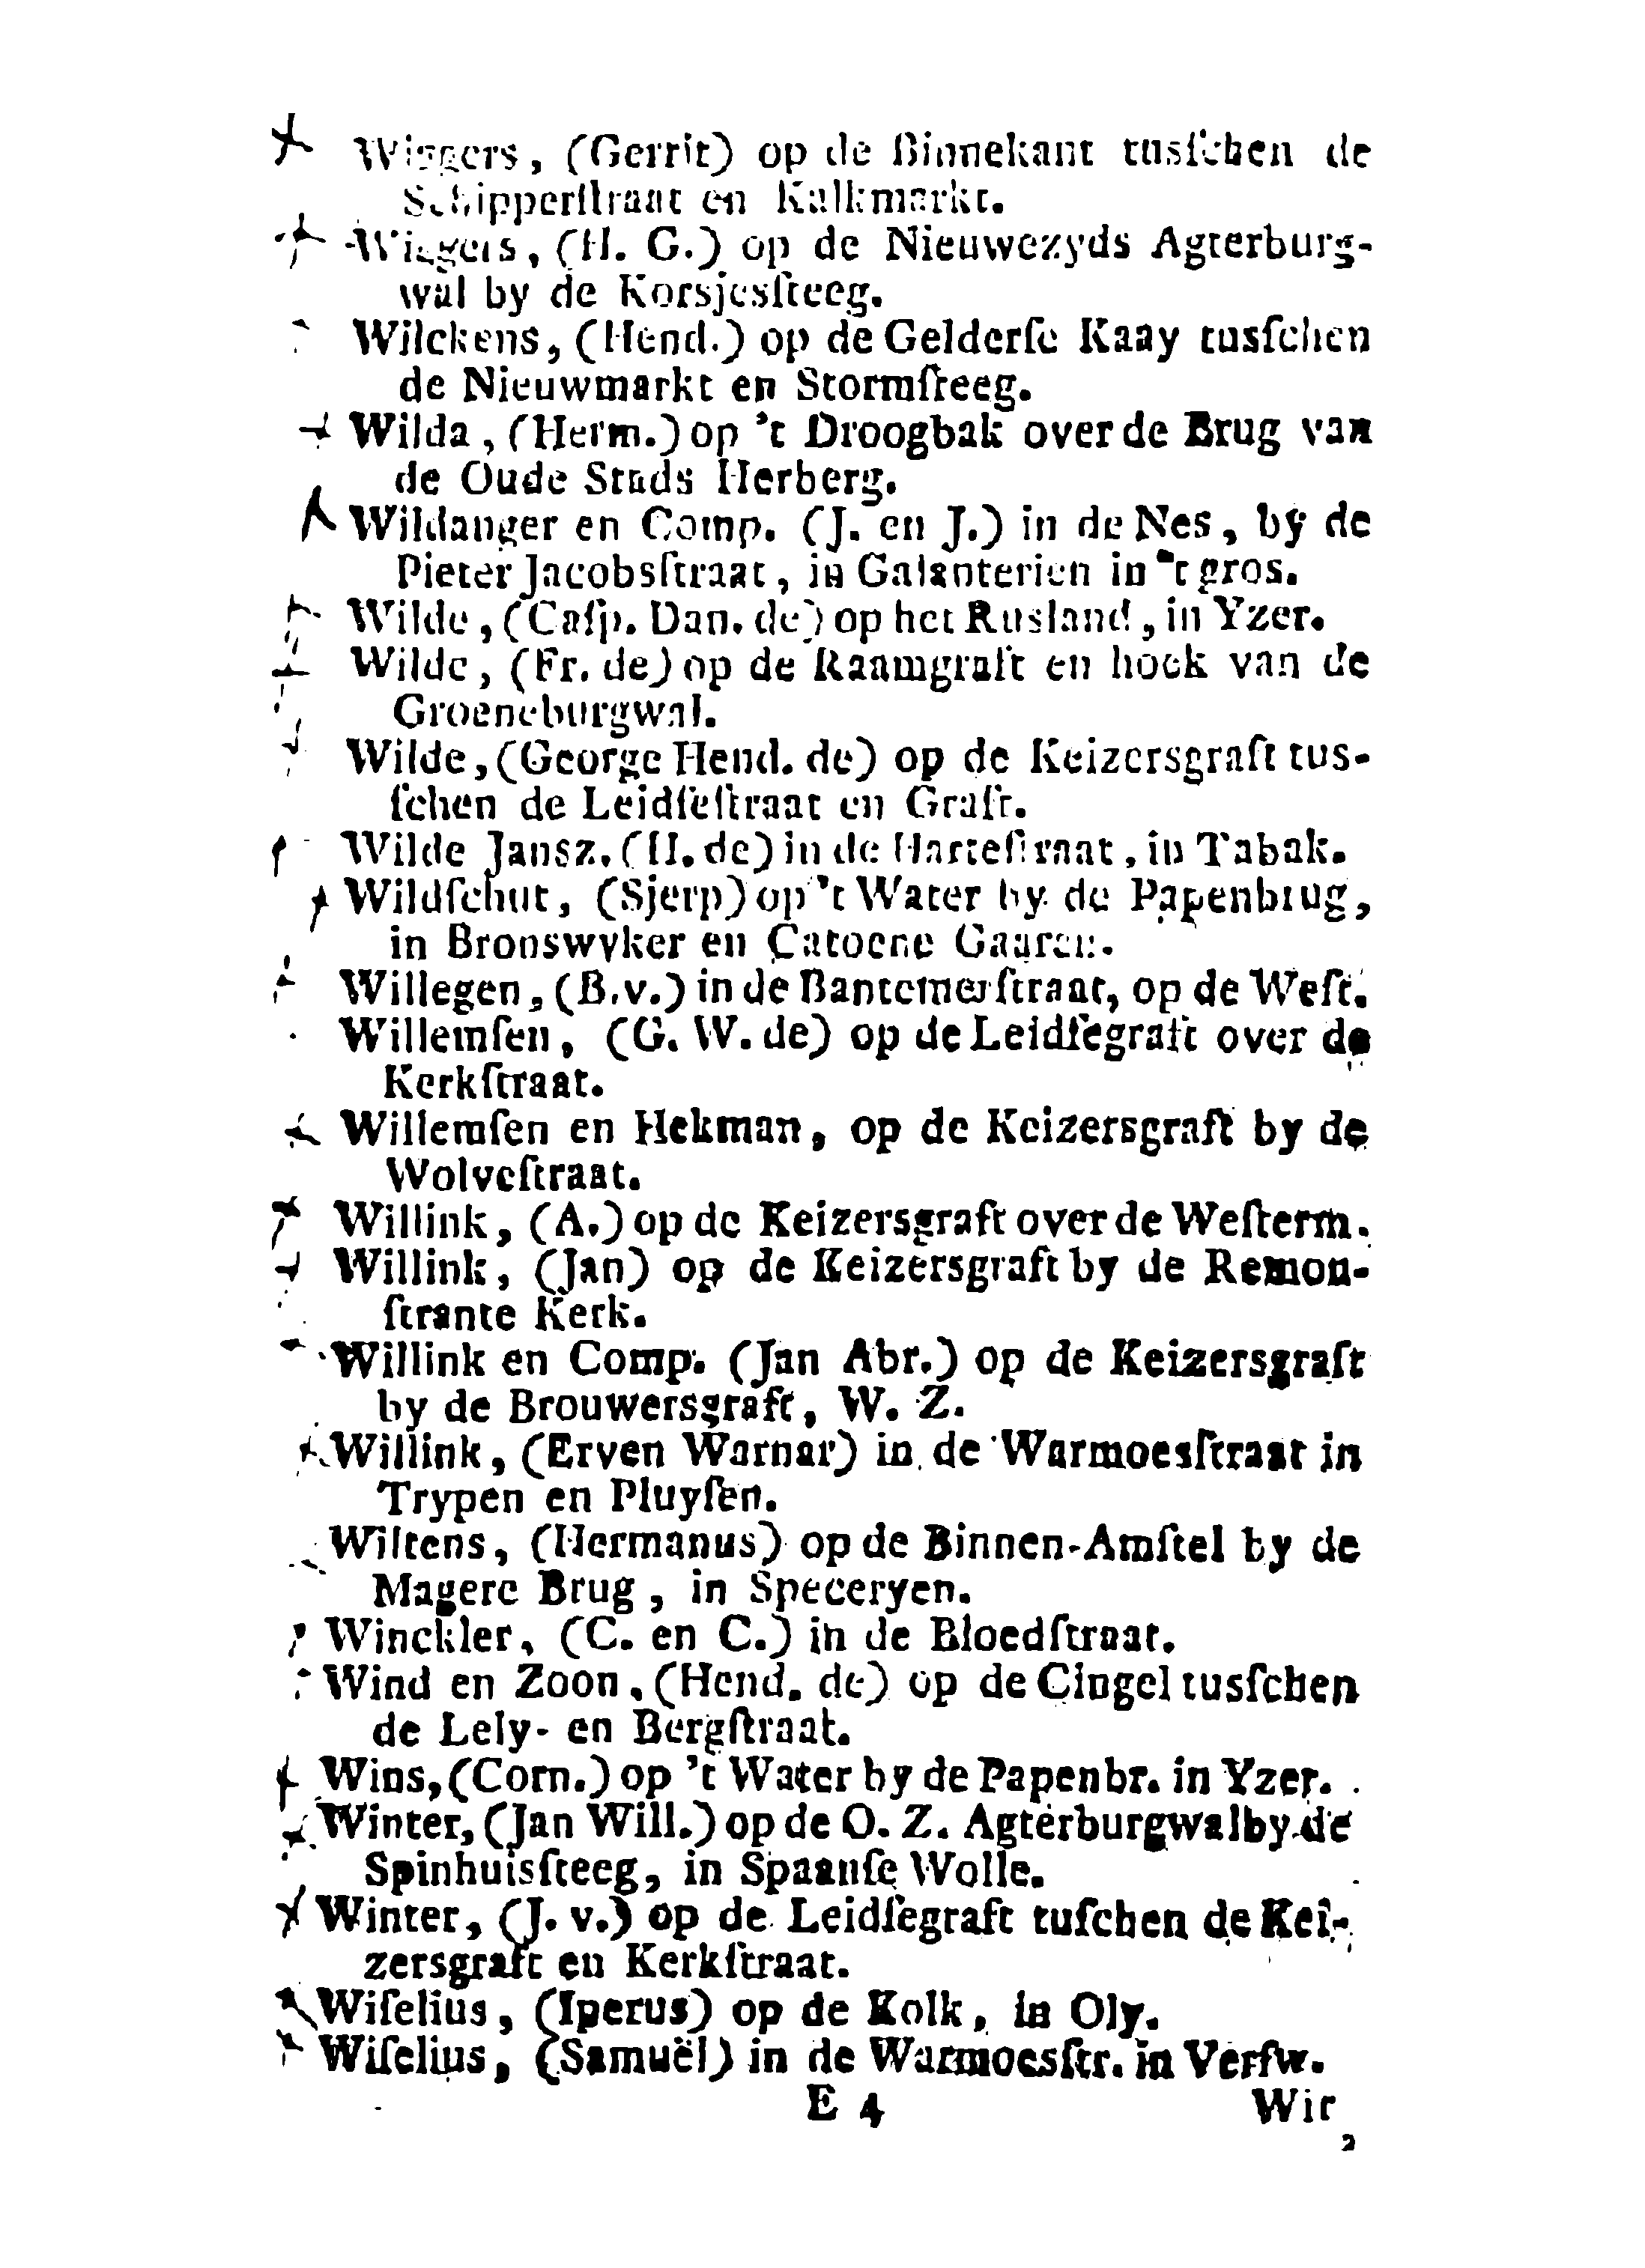 Wiggers, (Gerrit) op de Binnekant tusſchen de
Schipperſtraat en Kalkmarkt.
Wiggers, (H. G.) op de Nieuwezyds Agterburg-
wal by de Korsjesſteeg.
Wilckens, (Hend.) op de Gelderſe Kaay tusſchen
de Nieuwmarkt en Stormſteeg.
Wilda, (Herm.) op 't Droogbak over de Brug van
de Oude Stads Herberg.
Wildanger en Comp. (J. en J.) in de Nes, by de
Pieter Jacobsſtraat, in Galanterien in 't gros.
Wilde, (Caſp. Dan. de) op het Rusland, in Yzer.
Wilde, (Fr. de) op de Raamgraft en hoek van de
Groeneburgwal.
Wilde, (George Hend. de) op de Keizersgraft tus-
ſchen de Leidſeſtraat en Graft.
Wilde Jansz. (H. de) in de Harteſtraat, in Tabak.
Wildſchut, (Sjerp) op 't Water by de Papenbrug,
in Bronswyker en Catoene Gaaren.
Willegen, (B. v.) in de Bantemerſtraat, op de Weſt.
Willemſen, (G. W. de) op de Leidſegraft over de
Kerkſtraat.
Willemſen en Hekman, op de Keizersgraft by de
Wolveſtraat.
Willink, (A.) op de Keizersgraft over de Weſterm.
Willink, (Jan) op de Keizersgraft by de Remon-
ſtrante Kerk.
Willink en Comp. (Jan Abr.) op de Keizersgraft
by de Brouwersgraft, W. Z.
Willink, (Erven Warnar) in de Warmoesſtraat in
Trypen en Pluyſen.
Wiltens, (Hermanus) op de Binnen-Amſtel by de
Magere Brug, in Speceryen.
Winckler, (C. en C.) in de Bloedſtraat.
Wind en Zoon, (Hend. de) op de Cingel tusſchen
de Lely- en Bergſtraat.
Wins, (Corn.) op 't Water by de Papenbr. in Yzer.
Winter, (Jan Will.) op de O. Z. Agterburgwal by de
Spinhuisſteeg, in Spaanſe Wolle.
Winter, (J. v.) op de Leidſegraft tuſchen de Kei-
zersgraft en Kerkſtraat.
Wiſelius, (Iperus) op de Kolk, in Oly.
Wiſelius, (Samuël) in de Warmoesſtr. in Verfw.
E 4 Wir